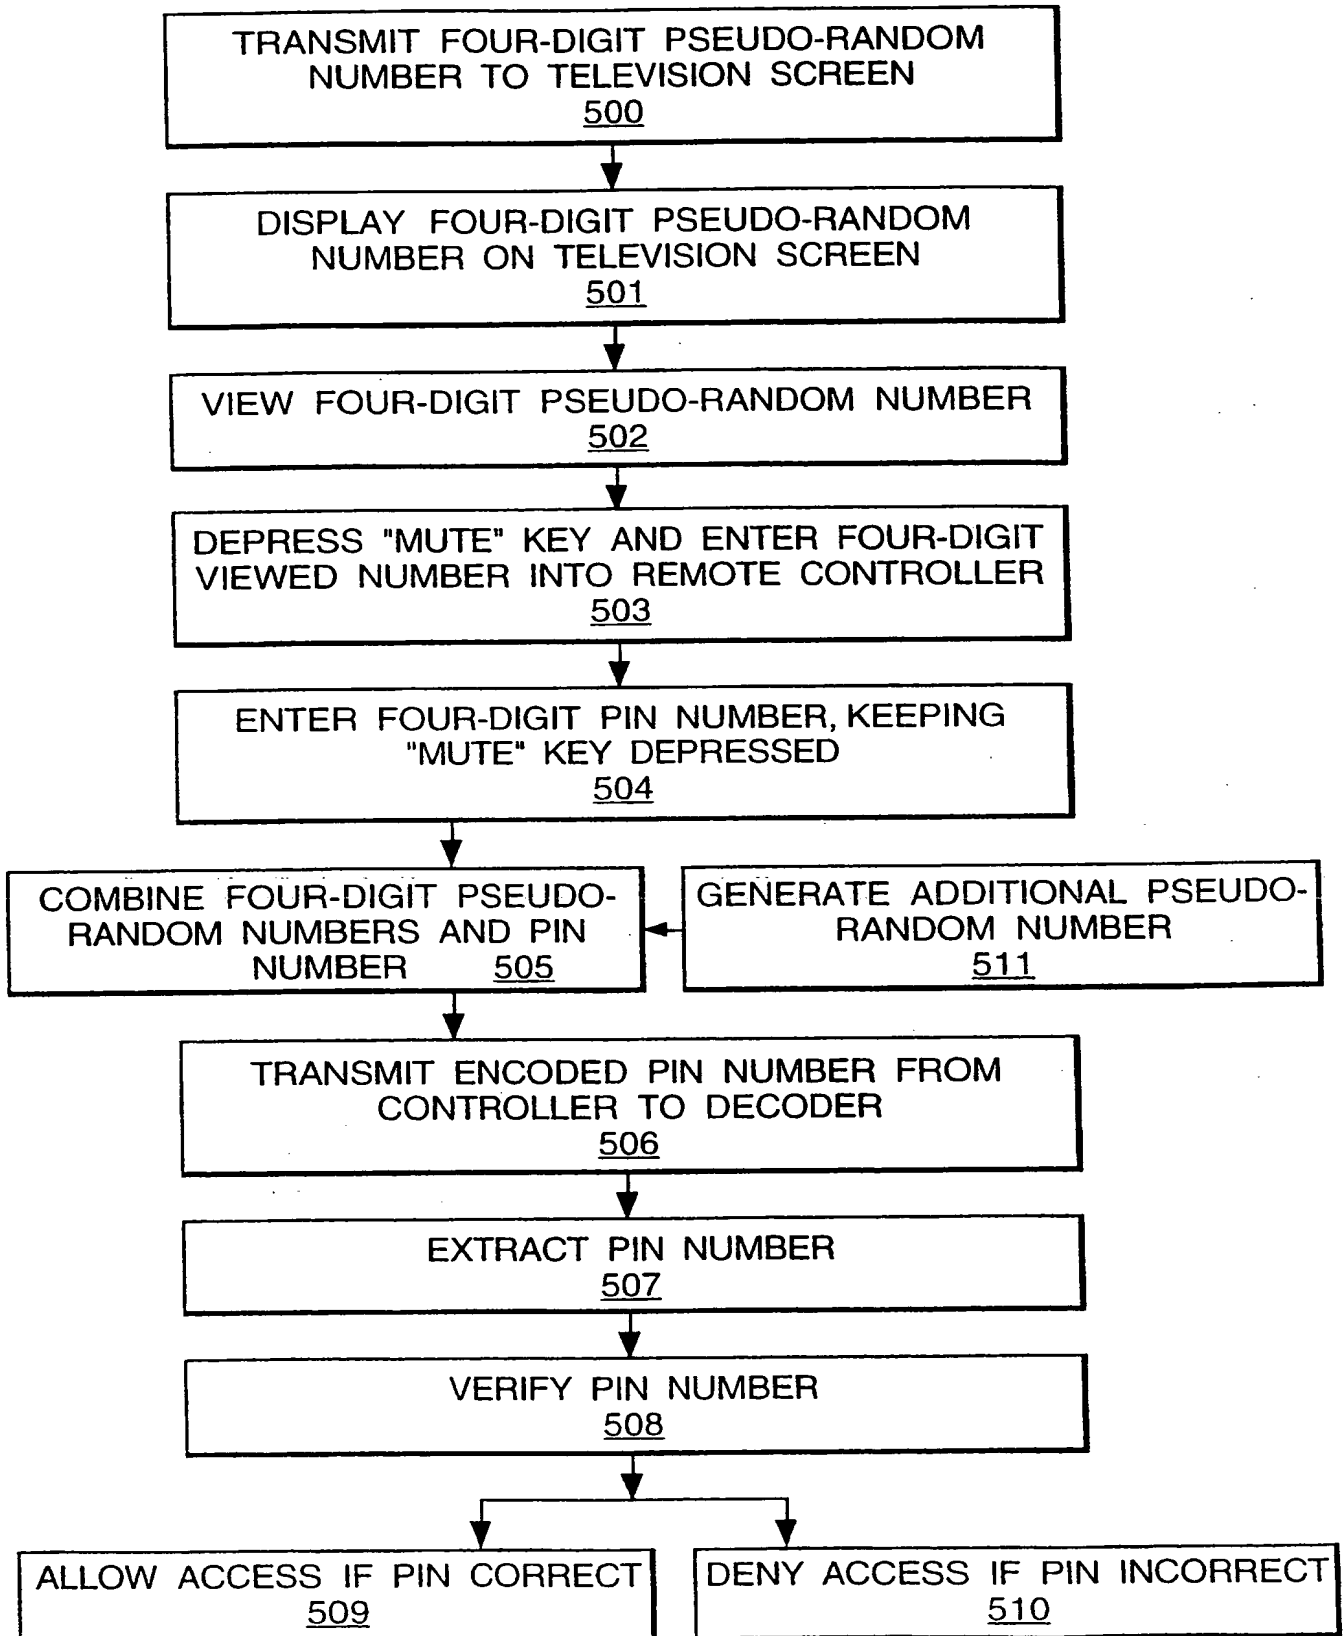 TRANSMIT FOUR-DIGIT PSEUDO-RANDOM
NUMBER TO TELEVISION SCREEN
500
DISPLAY FOUR-DIGIT PSEUDO-RANDOM
NUMBER ON TELEVISION SCREEN
501
VIEW FOUR-DIGIT PSEUDO-RANDOM NUMBER
502
DEPRESS "MUTE" KEY AND ENTER FOUR-DIGIT
VIEWED NUMBER INTO REMOTE CONTROLLER
503
ENTER FOUR-DIGIT PIN NUMBER, KEEPING
"MUTE" KEY DEPRESSED
504
COMBINE FOUR-DIGIT PSEUDO-
RANDOM NUMBERS AND PIN
NUMBER 505
GENERATE ADDITIONAL PSEUDO-
RANDOM NUMBER
511
TRANSMIT ENCODED PIN NUMBER FROM
CONTROLLER TO DECODER
506
EXTRACT PIN NUMBER
507
VERIFY PIN NUMBER
508
ALLOW ACCESS IF PIN CORRECT
509
DENY ACCESS IF PIN INCORRECT
510